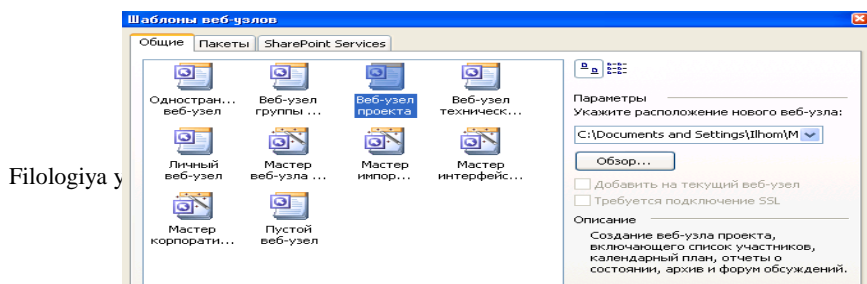 Шаблоны веб-узлов
Общие Пакеты SharePoint Services
Одностран... веб-узел
Веб-узел группы ...
Веб-узел проекта
Веб-узел техническ...
Личный веб-узел
Мастер веб-узла ...
Мастер импор...
Мастер интерфейс...
Мастер корпорати...
Пустой веб-узел
Параметры
Укажите расположение нового веб-узла:
C:\Documents and Settings\Ilhom\M
Обзор...
Добавить на текущий веб-узел
Требуется подключение SSL
Описание
Создание веб-узла проекта,
включающего список участников,
календарный план, отчеты о
состоянии, архив и форум обсуждений.
Filologiya y